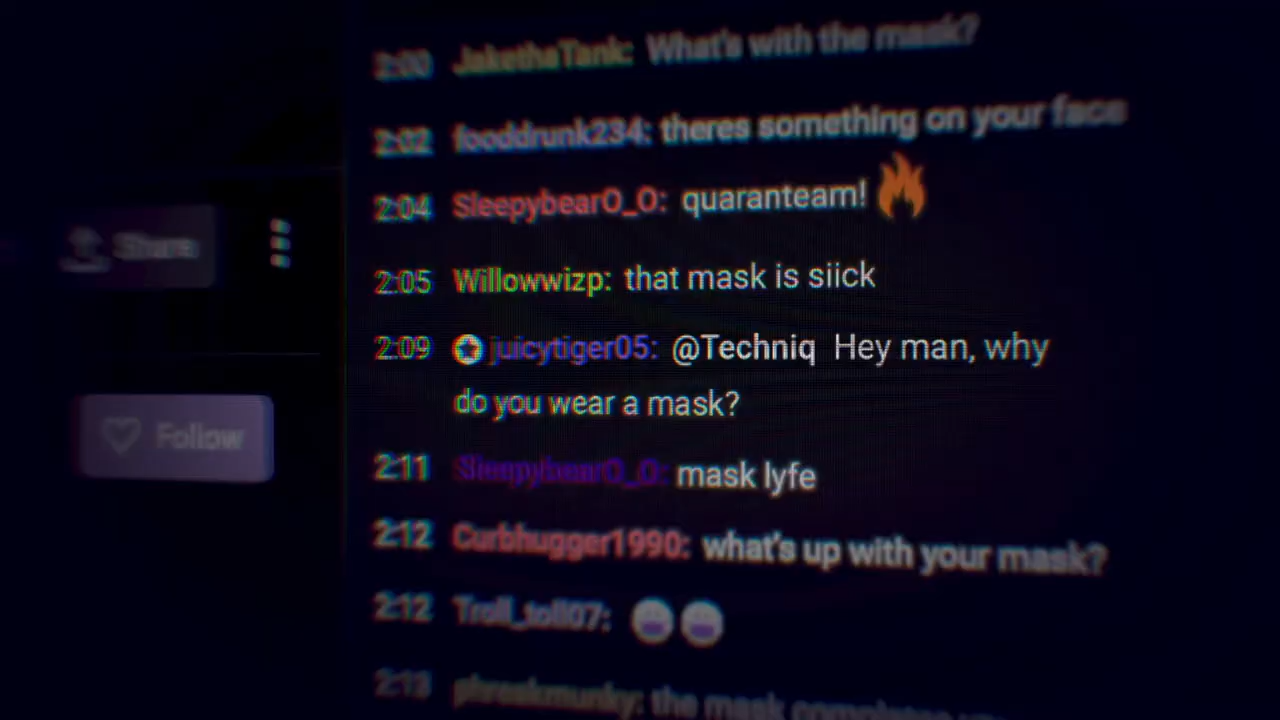 2:00 JaketheTank: What's with the mask?
2:02 fooddrunk234: theres something on your face
2:04 SleepybearO_O: quaranteam!
Share
2:05 Willowwizp: that mask is siick
2:09 juicytiger05: @Techniq Hey man, why
do you wear a mask?
Follow
2:11 SleepybearO_O: mask lyfe
2:12 Curbhugger1990: what's up with your mask?
2:12 Troll_toll07:
2:13 phreakmunky: the mask completes